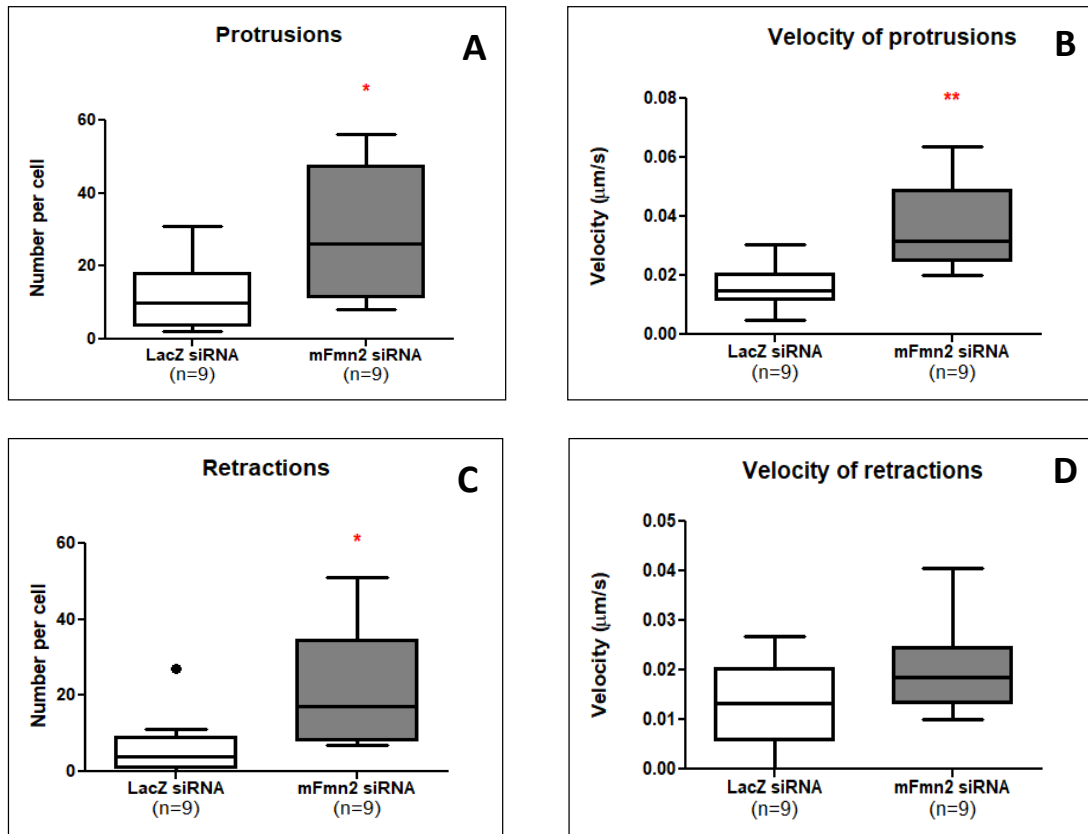 Protrusions
A
*
Number per cell
60
40
20
0
LacZ siRNA
mFmn2 siRNA
(n=9)
(n=9)
Velocity of protrusions
B
**
Velocity (μm/s)
0.08
0.06
0.04
0.02
0.00
LacZ siRNA
mFmn2 siRNA
(n=9)
(n=9)
Retractions
C
*
Number per cell
60
40
20
0
LacZ siRNA
mFmn2 siRNA
(n=9)
(n=9)
Velocity of retractions
D
Velocity (μm/s)
0.05
0.04
0.03
0.02
0.01
0.00
LacZ siRNA
mFmn2 siRNA
(n=9)
(n=9)